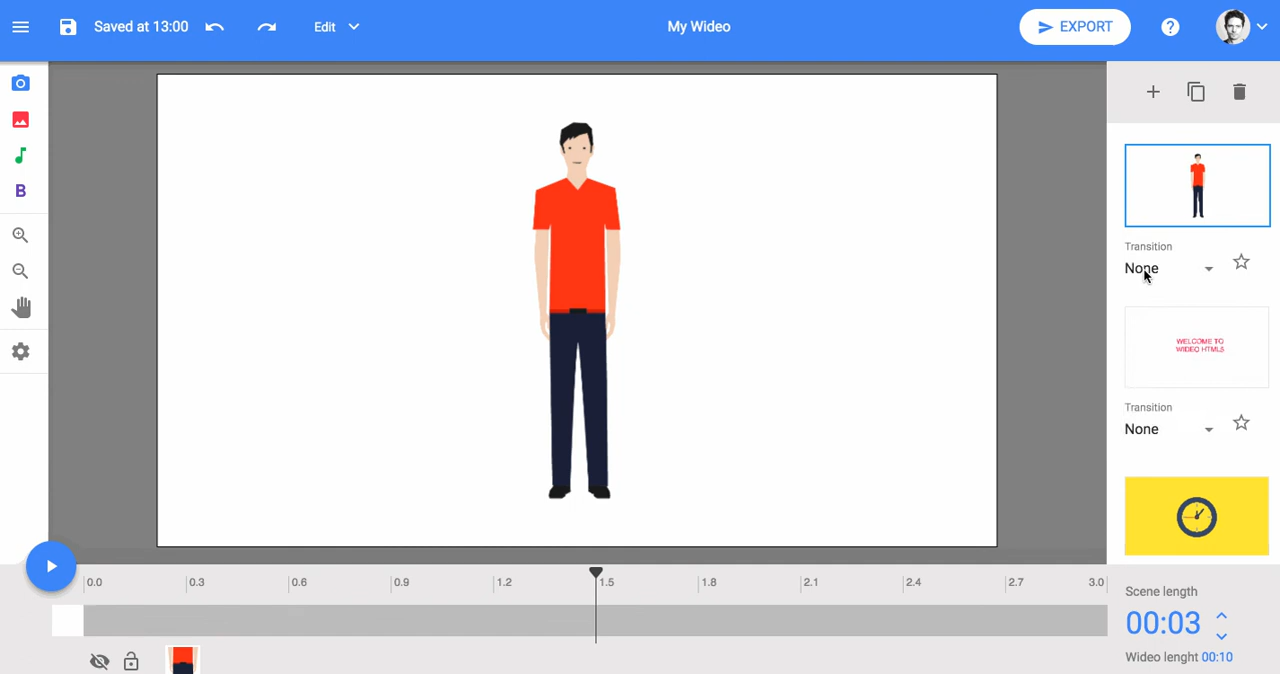 Saved at 13:00
Edit
My Wideo
EXPORT
B
Transition
None
WELCOME TO
WIDEO HTML5
Transition
None
0.0 0.3 0.6 0.9 1.2 1.5 1.8 2.1 2.4 2.7 3.0
Scene length
00:03
Wideo lenght 00:10